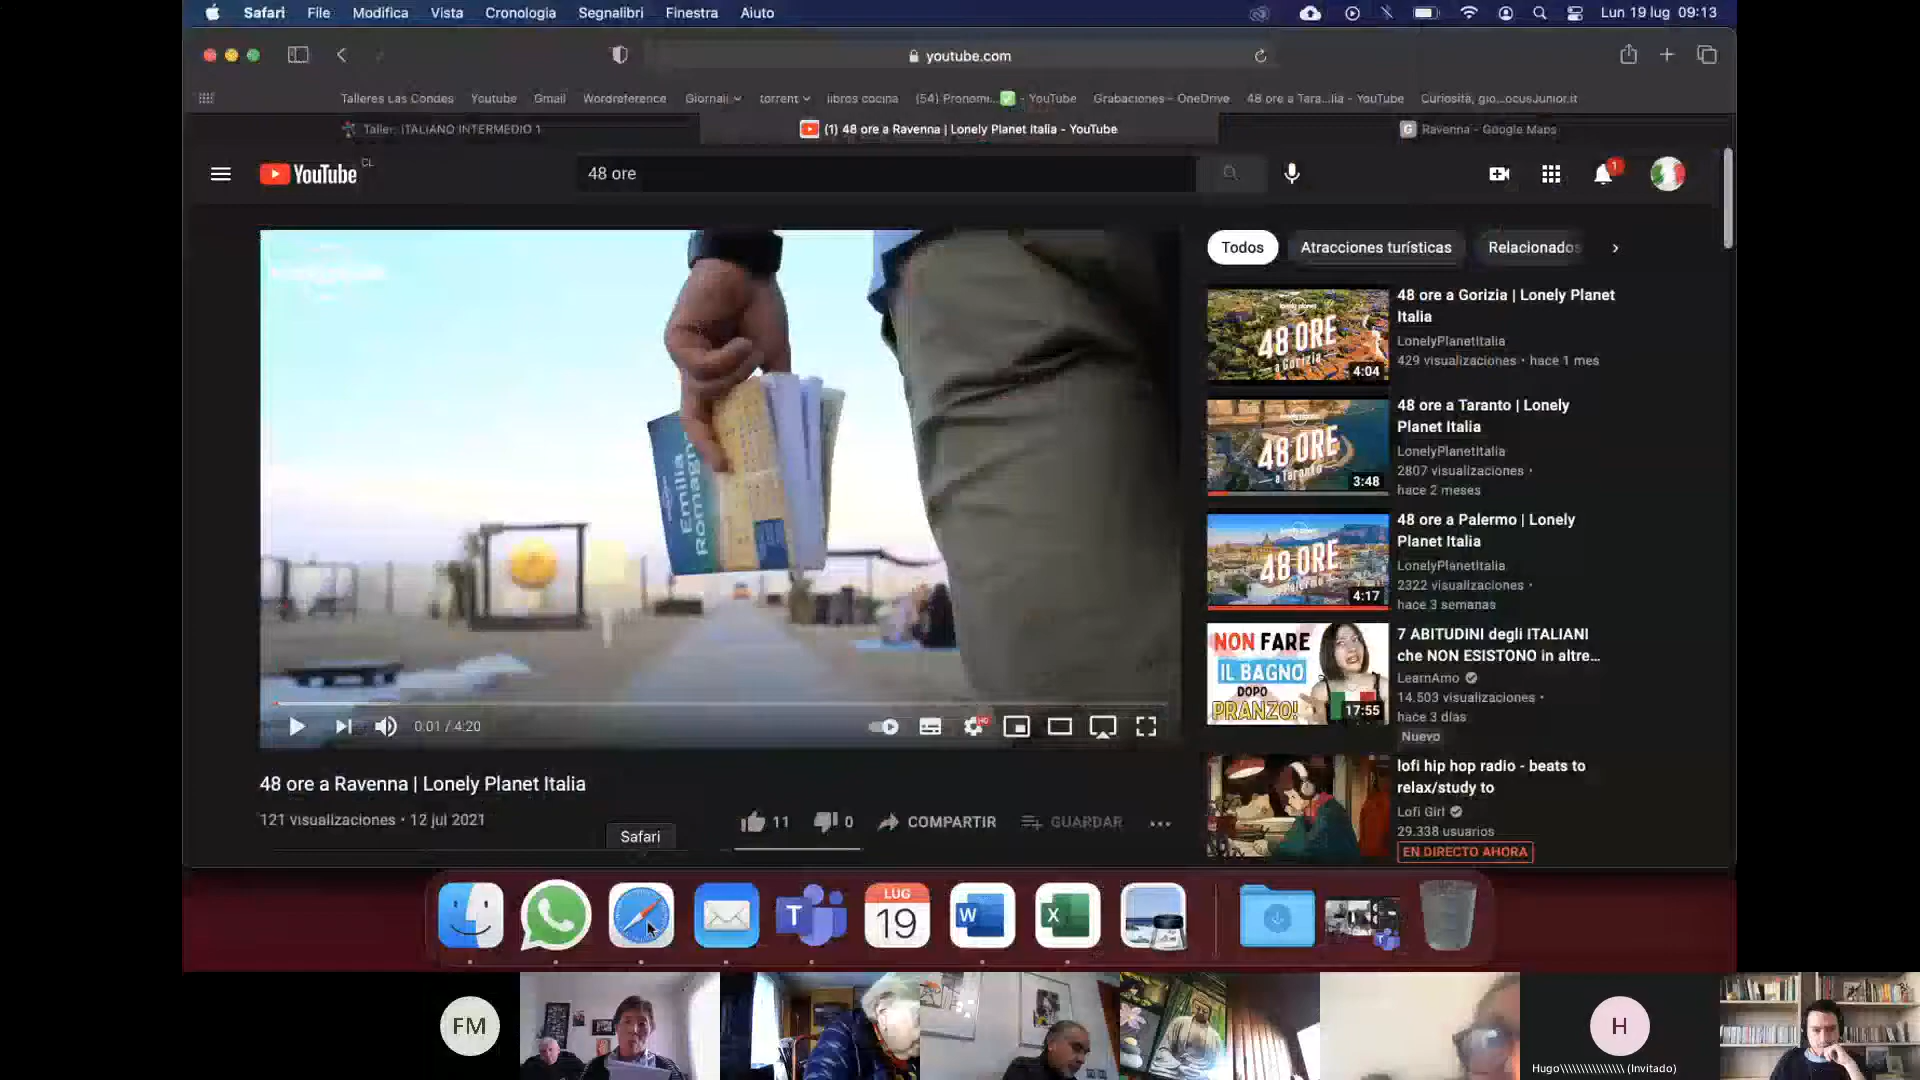 Safari File Modifica Vista Cronologia Segnalibri Finestra Aiuto Lun 19 lug 09:13
youtube.com
Talleres Las Condes Youtube Gmail Wordreference Giornali torrent libros cocina (54) Pronomi... ✅ - YouTube Grabaciones - OneDrive 48 ore a Tara...lia - YouTube Curiosità, gio...ocusJunior.it
Taller: ITALIANO INTERMEDIO 1 (1) 48 ore a Ravenna | Lonely Planet Italia - YouTube Ravenna - Google Maps
YouTube CL
48 ore
1
Todos Atracciones turísticas Relacionados
Emilia
Romagna
0:01 / 4:20
48 ore a Ravenna | Lonely Planet Italia
121 visualizaciones • 12 jul 2021
11 0 COMPARTIR GUARDAR
Safari
48 ORE
a Gorizia
4:04
48 ore a Gorizia | Lonely Planet
Italia
LonelyPlanetItalia
429 visualizaciones • hace 1 mes
48 ORE
a Taranto
3:48
48 ore a Taranto | Lonely
Planet Italia
LonelyPlanetItalia
2807 visualizaciones •
hace 2 meses
48 ORE
4:17
48 ore a Palermo | Lonely
Planet Italia
LonelyPlanetItalia
2322 visualizaciones •
hace 3 semanas
NON FARE
IL BAGNO
DOPO
PRANZO!
17:55
7 ABITUDINI degli ITALIANI
che NON ESISTONO in altre...
LearnAmo
14.503 visualizaciones •
hace 3 días
Nuevo
lofi hip hop radio - beats to
relax/study to
Lofi Girl
29.338 usuarios
EN DIRECTO AHORA
T LUG
19 W X T
FM
H
Hugo\\\\\\\\\\\\\\\\ (Invitado)